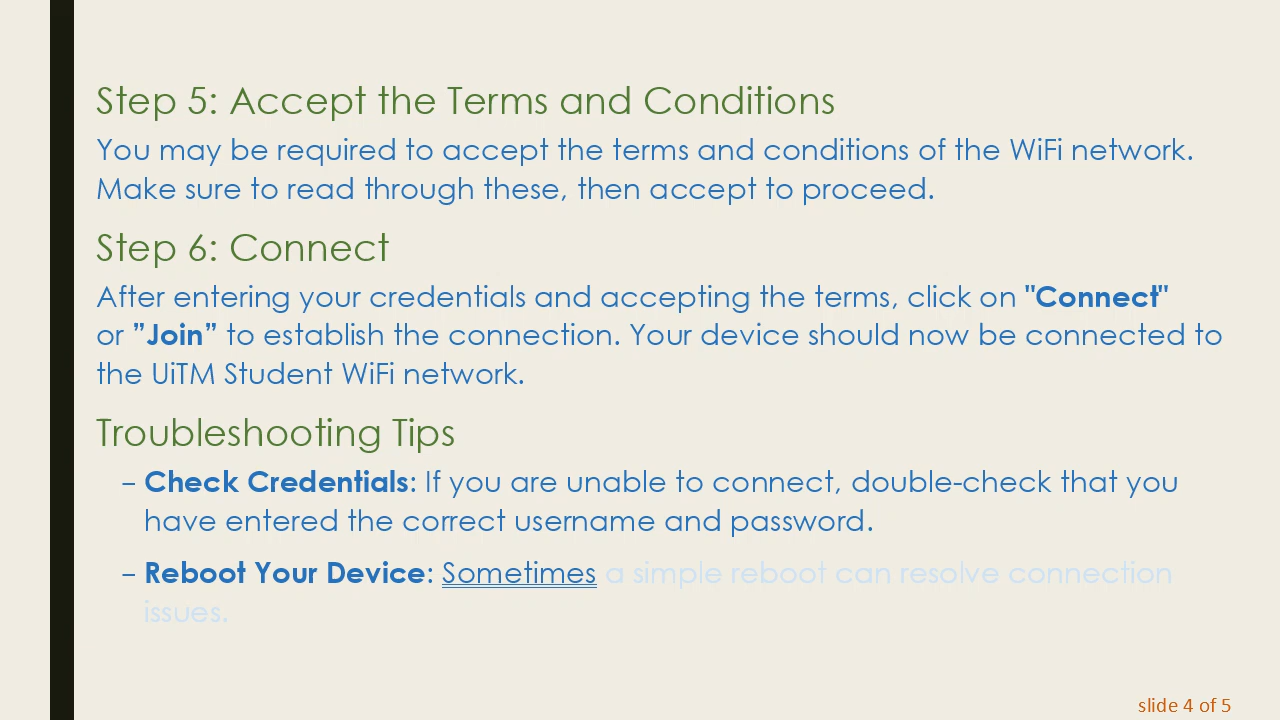 Step 5: Accept the Terms and Conditions
You may be required to accept the terms and conditions of the WiFi network.
Make sure to read through these, then accept to proceed.
Step 6: Connect
After entering your credentials and accepting the terms, click on "Connect"
or ”Join” to establish the connection. Your device should now be connected to
the UiTM Student WiFi network.
Troubleshooting Tips
– Check Credentials: If you are unable to connect, double-check that you
have entered the correct username and password.
– Reboot Your Device: Sometimes a simple reboot can resolve connection
issues.
slide 4 of 5